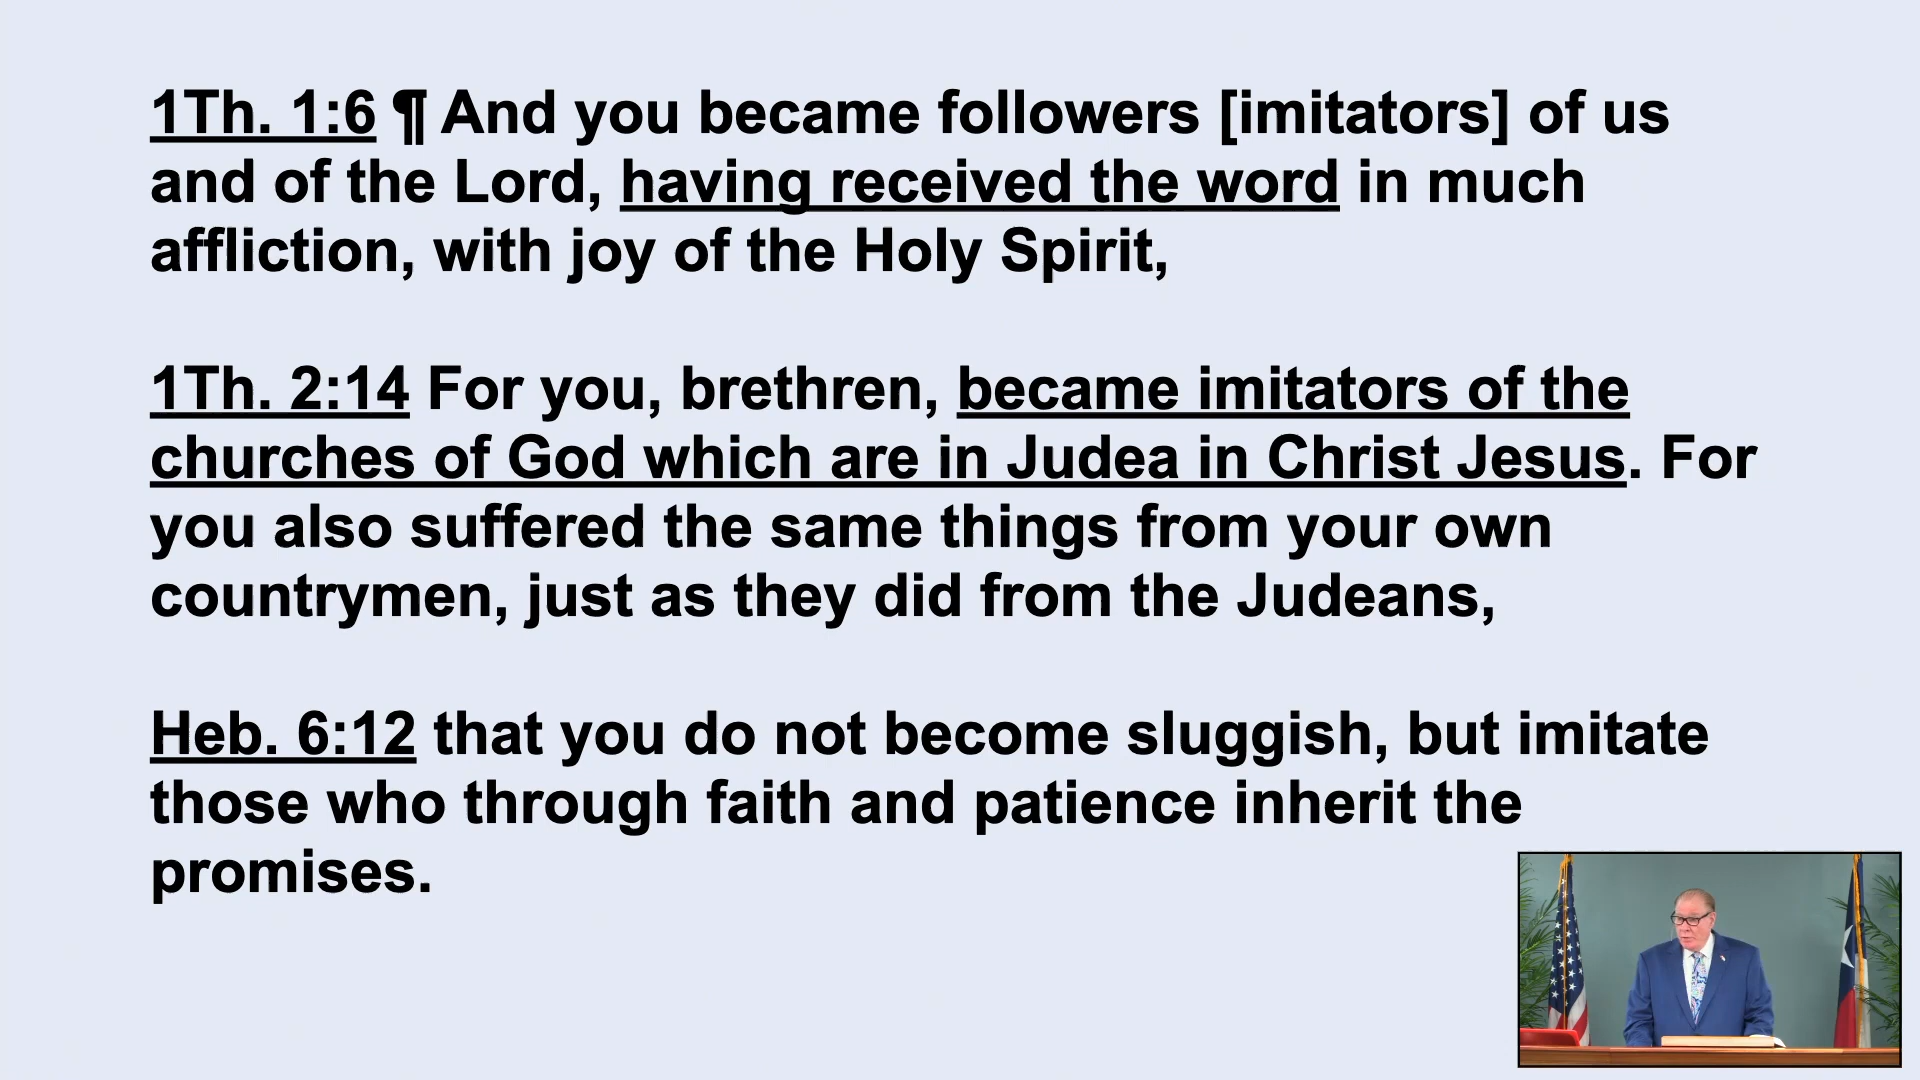 1Th. 1:6 ¶ And you became followers [imitators] of us
and of the Lord, having received the word in much
affliction, with joy of the Holy Spirit,
1Th. 2:14 For you, brethren, became imitators of the
churches of God which are in Judea in Christ Jesus. For
you also suffered the same things from your own
countrymen, just as they did from the Judeans,
Heb. 6:12 that you do not become sluggish, but imitate
those who through faith and patience inherit the
promises.